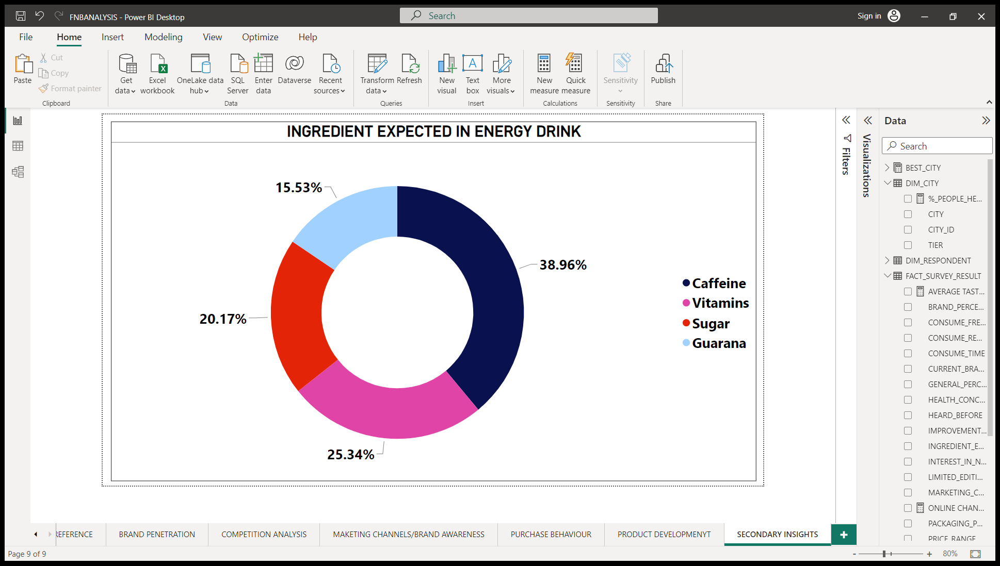 FNBANALYSIS - Power BI Desktop
Search
Sign in
File Home Insert Modeling View Optimize Help
Paste
Cut
Copy
Format painter
Clipboard
Get data
Excel workbook
OneLake data hub
SQL Server
Enter data
Dataverse
Recent sources
Data
Transform data
Refresh
Queries
New visual
Text box
More visuals
Insert
New measure
Quick measure
Calculations
Sensitivity
Sensitivity
Publish
Share
INGREDIENT EXPECTED IN ENERGY DRINK
15.53%
38.96%
20.17%
25.34%
Caffeine
Vitamins
Sugar
Guarana
Filters
Visualizations
Data
Search
BEST_CITY
DIM_CITY
%_PEOPLE_HE...
CITY
CITY_ID
TIER
DIM_RESPONDENT
FACT_SURVEY_RESULT
AVERAGE TAST...
BRAND_PERCE...
CONSUME_FRE...
CONSUME_RE...
CONSUME_TIME
CURRENT_BRA...
GENERAL_PERC...
HEALTH_CONC...
HEARD_BEFORE
IMPROVEMENT...
INGREDIENT_E...
INTEREST_IN_N...
LIMITED_EDITI...
MARKETING_C...
ONLINE CHAN...
PACKAGING_P...
PRICE_RANGE
REFERENCE BRAND PENETRATION COMPETITION ANALYSIS MAKETING CHANNELS/BRAND AWARENESS PURCHASE BEHAVIOUR PRODUCT DEVELOPMENYT SECONDARY INSIGHTS +
Page 9 of 9
- + 80%